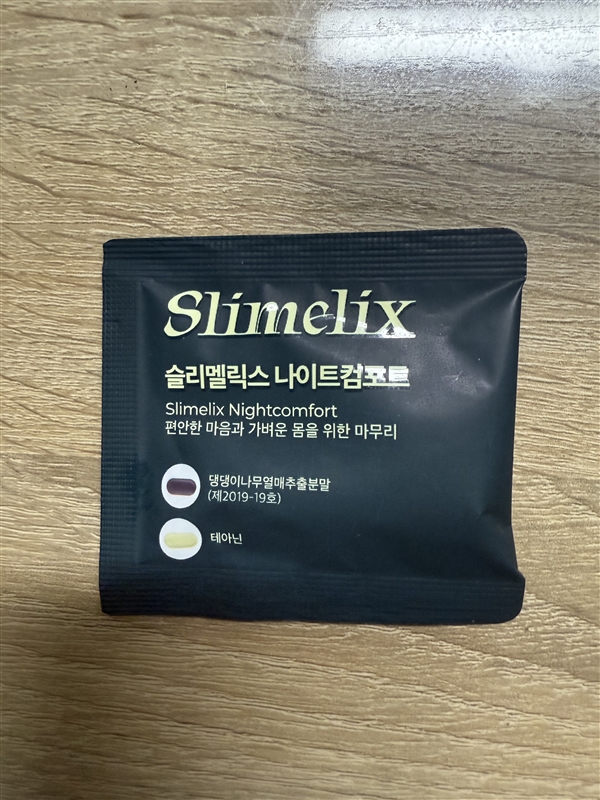 Slimelix
슬리멜릭스 나이트컴포트
Slimelix Nightcomfort
편안한 마음과 가벼운 몸을 위한 마무리
댕댕이나무열매추출분말
(제2019-19호)
테아닌